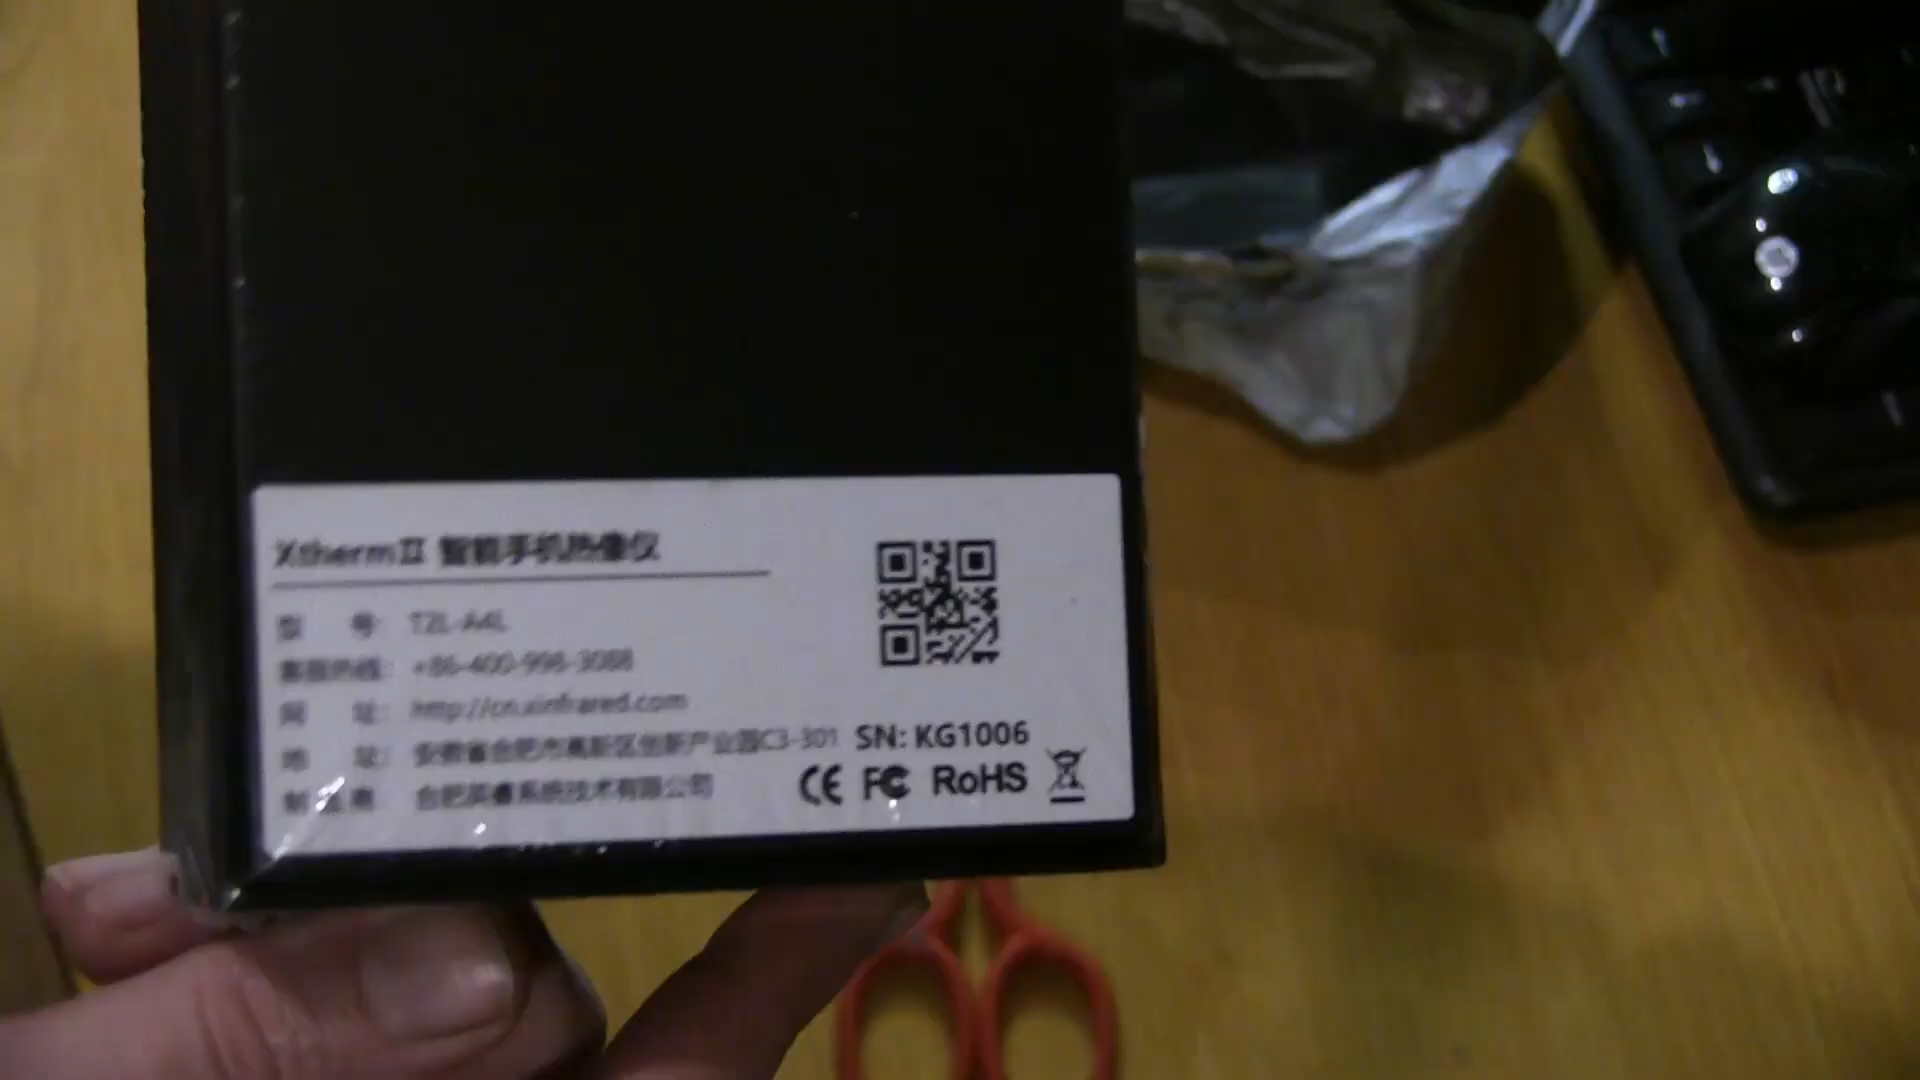 XthermⅡ 智能手机热像仪
型 号: T2L-A4L
客服热线: +86-400-998-3088
网 址: http://cn.xinfrared.com
地 址: 安徽省合肥市高新区创新产业园C3-301
制造商: 合肥英睿系统技术有限公司
SN: KG1006
CE FC RoHS